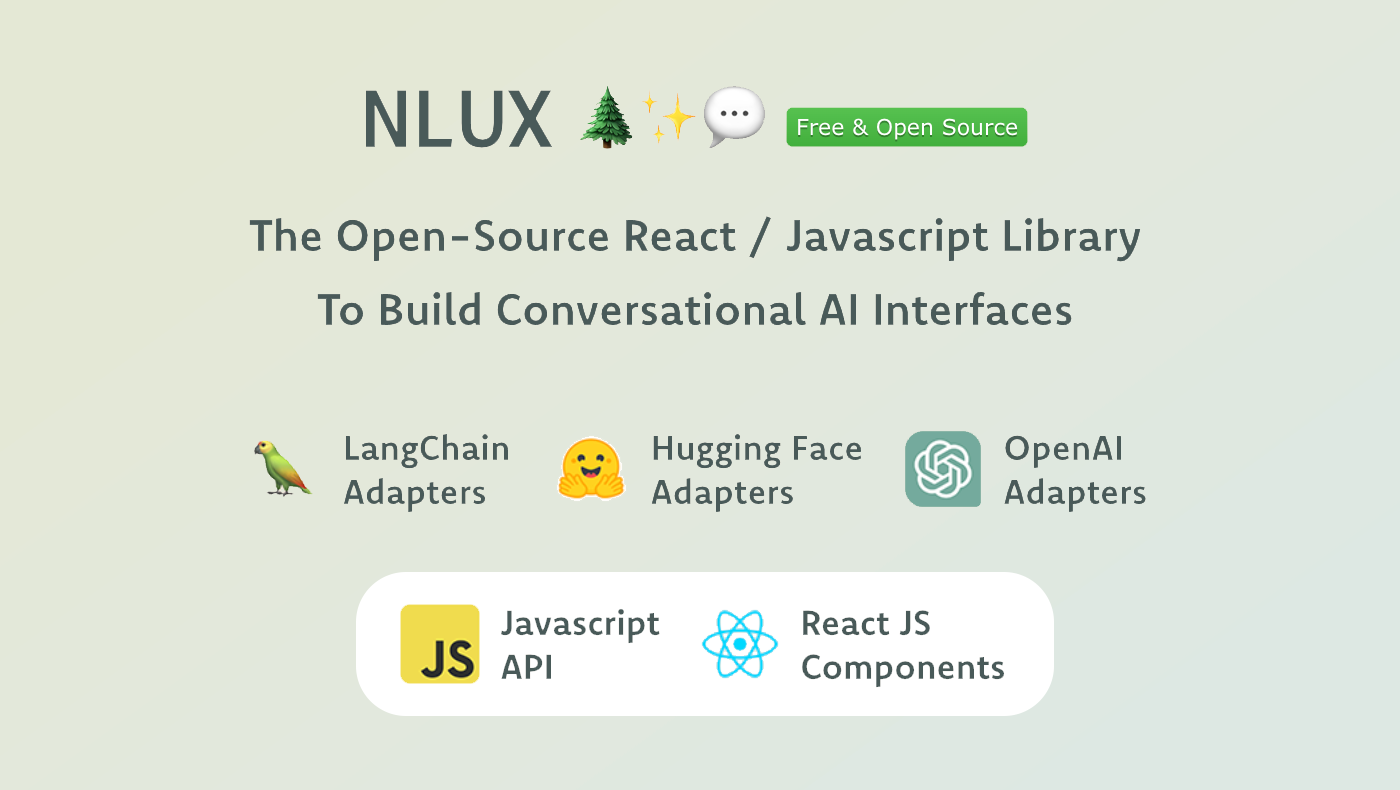 NLUX 🌲✨💬 Free & Open Source
The Open-Source React / Javascript Library
To Build Conversational AI Interfaces
LangChain
Adapters
Hugging Face
Adapters
OpenAI
Adapters
JS
Javascript
API
React JS
Components